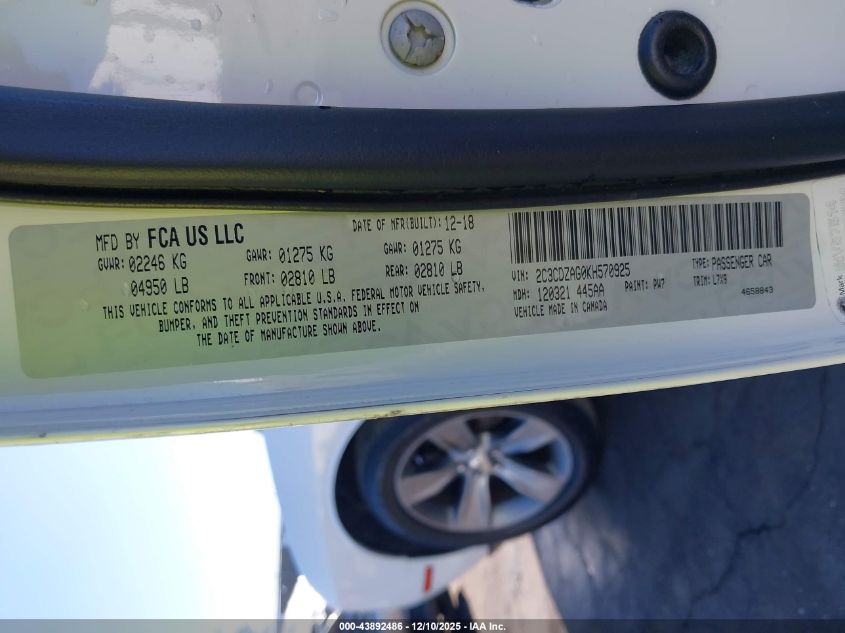 MFD BY FCA US LLC
DATE OF MFR(BUILT): 12-18
GVWR: 02246 KG
GAWR: 01275 KG
GAWR: 01275 KG
04950 LB
FRONT: 02810 LB
REAR: 02810 LB
THIS VEHICLE CONFORMS TO ALL APPLICABLE U.S.A. FEDERAL MOTOR VEHICLE SAFETY,
BUMPER, AND THEFT PREVENTION STANDARDS IN EFFECT ON
THE DATE OF MANUFACTURE SHOWN ABOVE.
VIN: 2C3CDZAG0KH570925
TYPE: PASSENGER CAR
MDH: 120321 445AA
PAINT: PW7
TRIM: L7X9
VEHICLE MADE IN CANADA
4658843
Mark
000-43892486 - 12/10/2025 - IAA Inc.